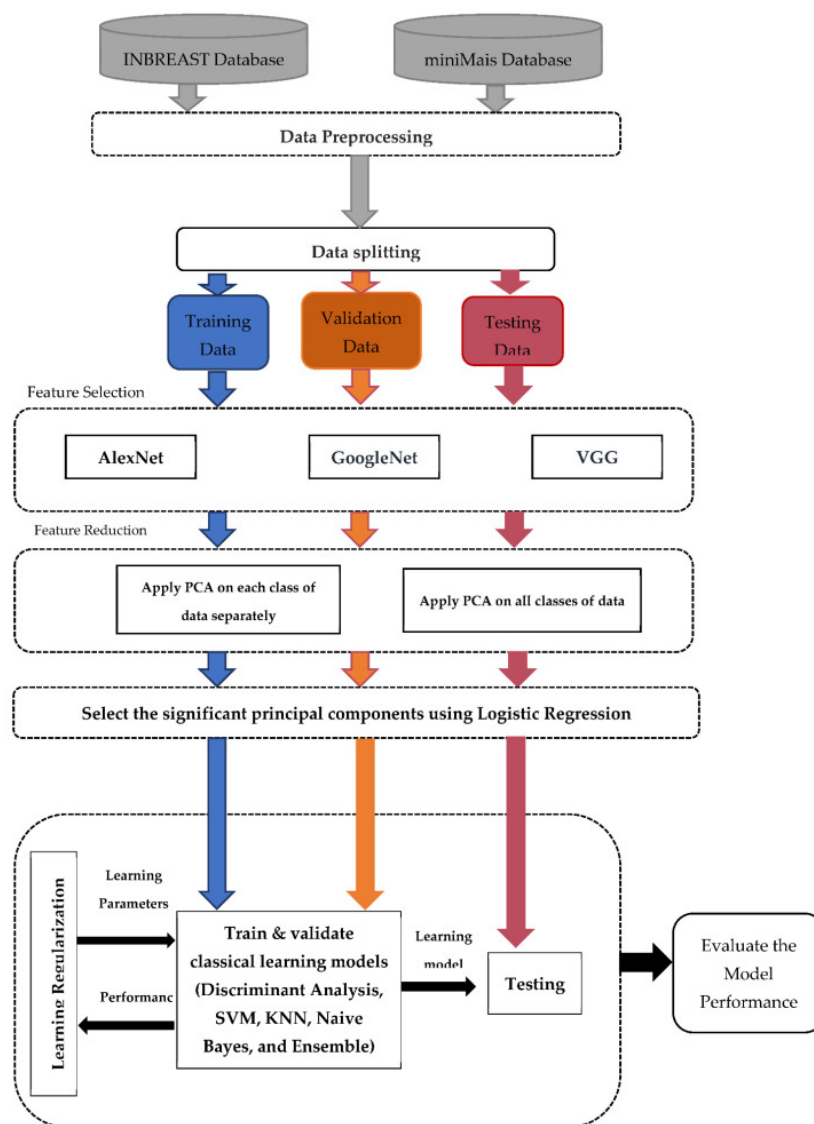 INBREAST Database
miniMais Database
Data Preprocessing
Data splitting
Training
Data
Validation
Data
Testing
Data
Feature Selection
AlexNet
GoogleNet
VGG
Feature Reduction
Apply PCA on each class of
data separately
Apply PCA on all classes of data
Select the significant principal components using Logistic Regression
Learning Regularization
Learning
Parameters
Performanc
Train & validate
classical learning models
(Discriminant Analysis,
SVM, KNN, Naive
Bayes, and Ensemble)
Learning
model
Testing
Evaluate the
Model
Performance